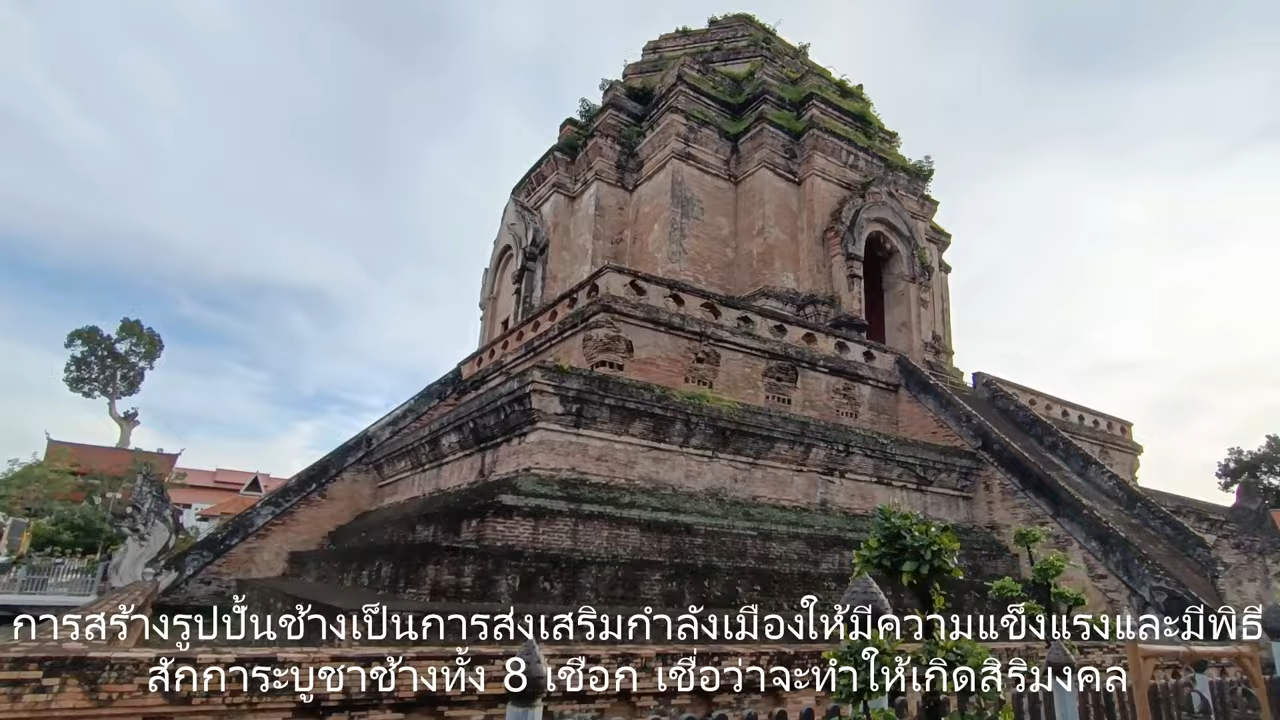 การสร้างรูปปั้นช้างเป็นการส่งเสริมกำลังเมืองให้มีความแข็งแรงและมีพิธี
สักการะบูชาช้างทั้ง 8 เชือก เชื่อว่าจะทำให้เกิดสิริมงคล